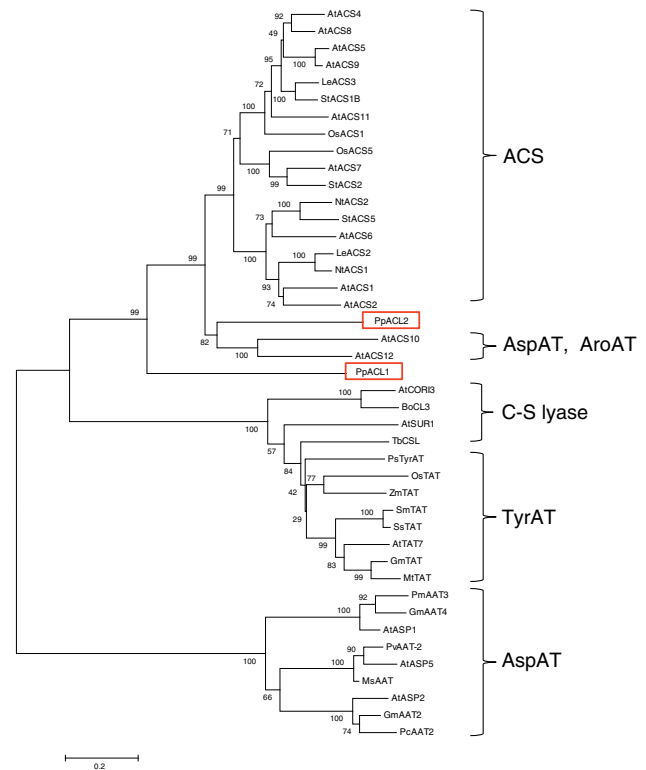 92
AtACS4
49
AtACS8
AtACS5
95
100
AtACS9
72
LeACS3
100
StACS1B
100
AtACS11
71
OsACS1
OsACS5
100
AtACS7
99
StACS2
99
NtACS2
100
73
StACS5
AtACS6
100
LeACS2
100
NtACS1
93
AtACS1
74
AtACS2
ACS
99
PpACL2
82
AtACS10
100
AtACS12
AspAT, AroAT
99
PpACL1
AtCORI3
100
BoCL3
100
AtSUR1
57
TbCSL
C-S lyase
84
PsTyrAT
77
OsTAT
42
ZmTAT
SmTAT
100
29
SsTAT
99
AtTAT7
83
GmTAT
99
MtTAT
TyrAT
PmAAT3
92
100
GmAAT4
AtASP1
100
PvAAT-2
90
100
AtASP5
MsAAT
66
AtASP2
100
GmAAT2
74
PcAAT2
AspAT
0.2